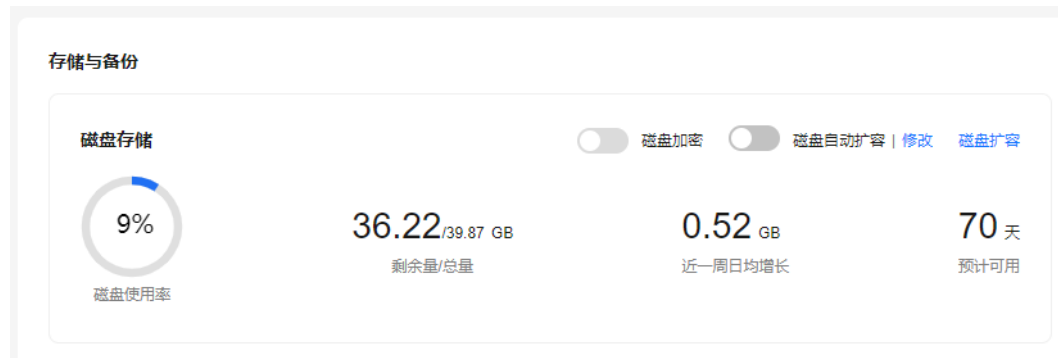 存储与备份
磁盘存储
磁盘加密
磁盘自动扩容 | 修改
磁盘扩容
9%
磁盘使用率
36.22/39.87 GB
剩余量/总量
0.52 GB
近一周日均增长
70 天
预计可用